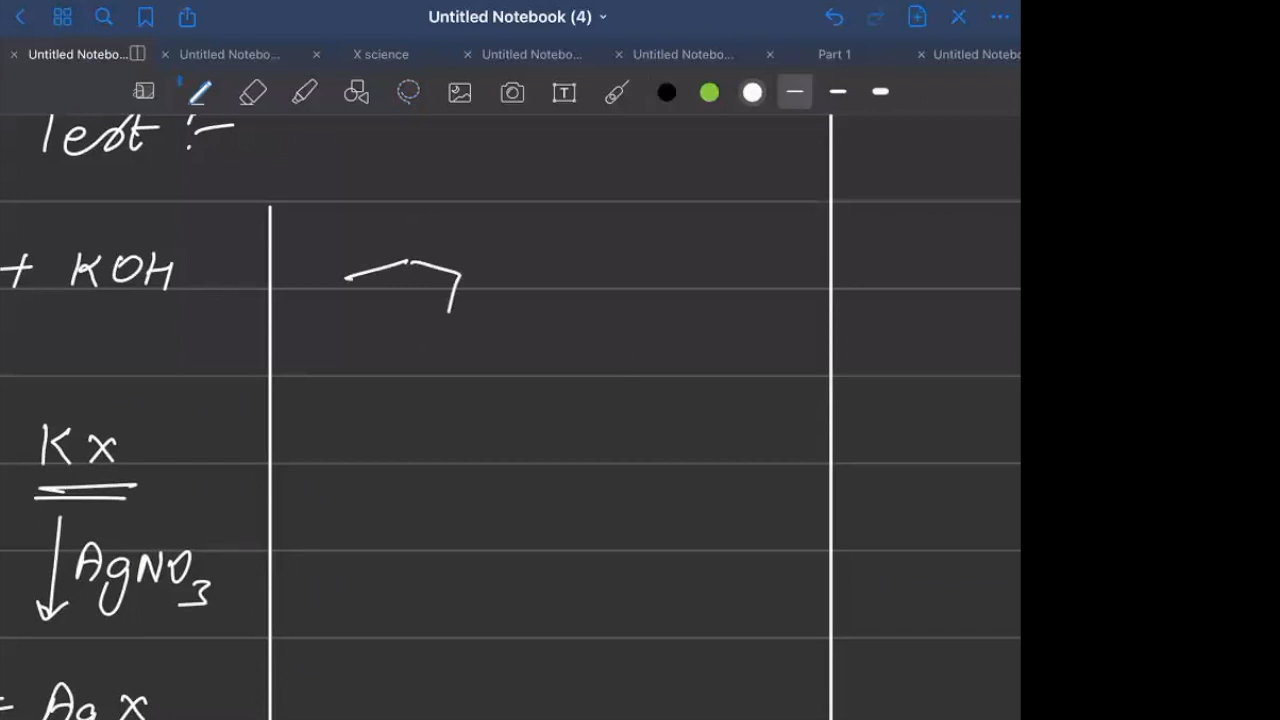 Untitled Notebook (4)
Untitled Notebo...
Untitled Notebo...
X science
Untitled Notebo...
Untitled Notebo...
Part 1
Untitled Notebo
T
Test :-
+ KOH
Kx
AgNO3
Ag x